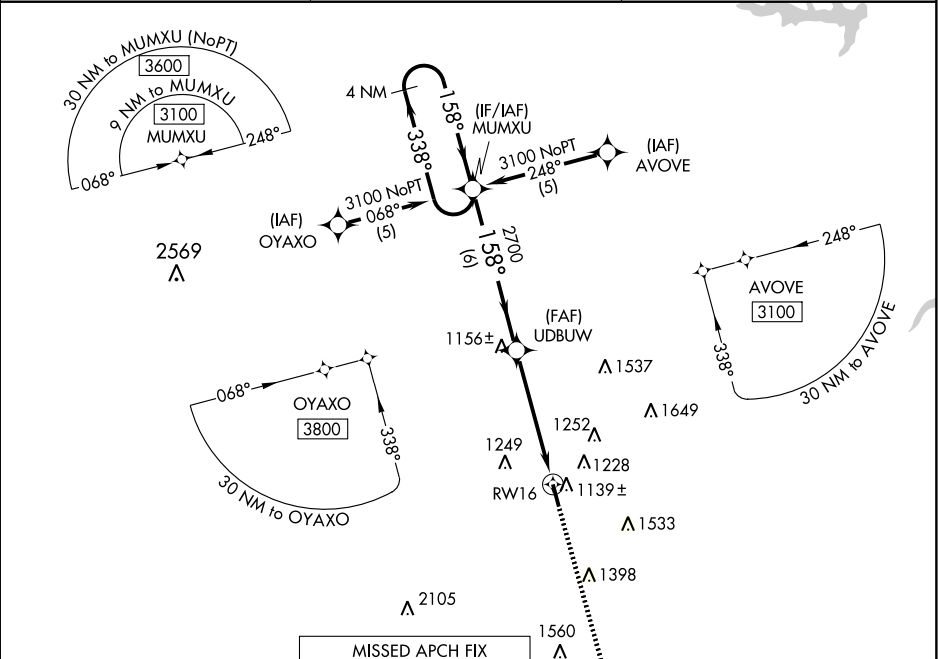 30 NM to MUMXU (NoPT)
3600
9 NM to MUMXU
3100
MUMXU
068°
248°
4 NM
158°
338°
(IF/IAF)
MUMXU
3100 NoPT
248°
(5)
(IAF)
AVOVE
3100 NoPT
068°
(5)
(IAF)
OYAXO
2569
2700
158°
(6)
248°
AVOVE
3100
338°
30 NM to AVOVE
(FAF)
UDBUW
1156±
1537
068°
OYAXO
3800
338°
30 NM to OYAXO
1649
1252
1249
1228
RW16
1139±
1533
1398
2105
1560
MISSED APCH FIX